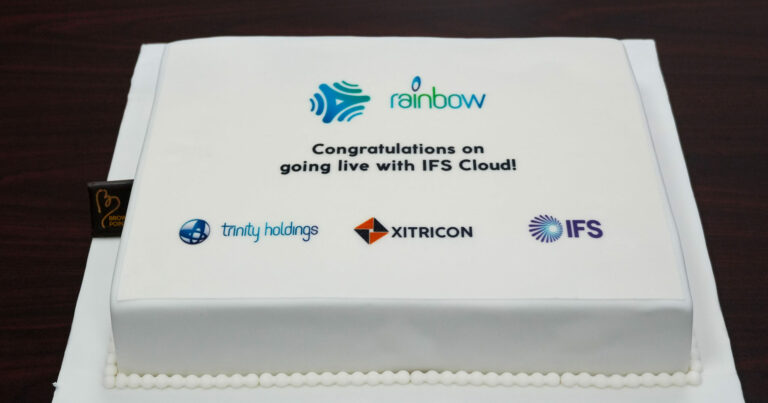 rainbow
Congratulations on
going live with IFS Cloud!
trinity holdings
XITRICON
IFS